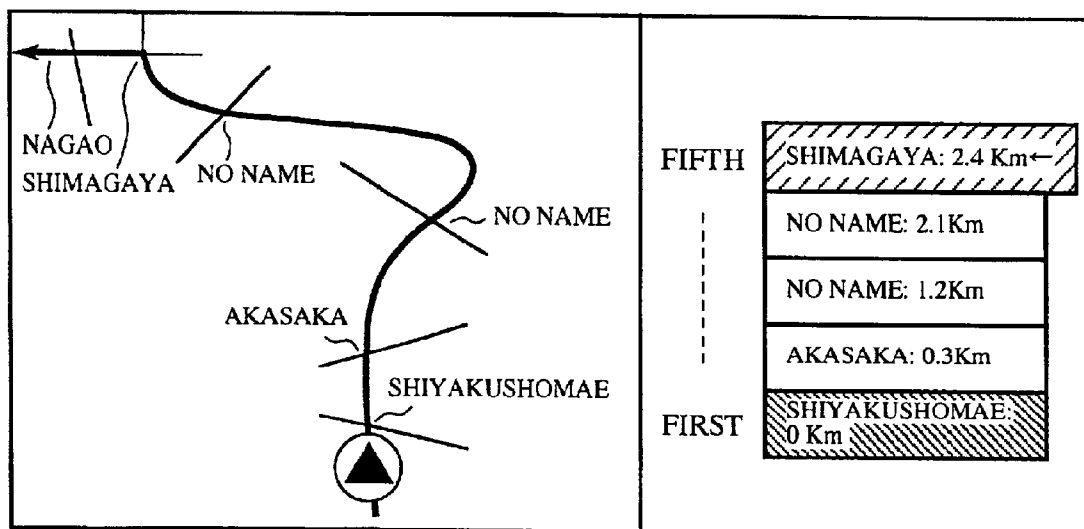 NAGAO
SHIMAGAYA
NO NAME
NO NAME
AKASAKA
SHIYAKUSHOMAE
FIFTH
SHIMAGAYA: 2.4 Km←
NO NAME: 2.1Km
NO NAME: 1.2Km
AKASAKA: 0.3Km
FIRST
SHIYAKUSHOMAE:
0 Km